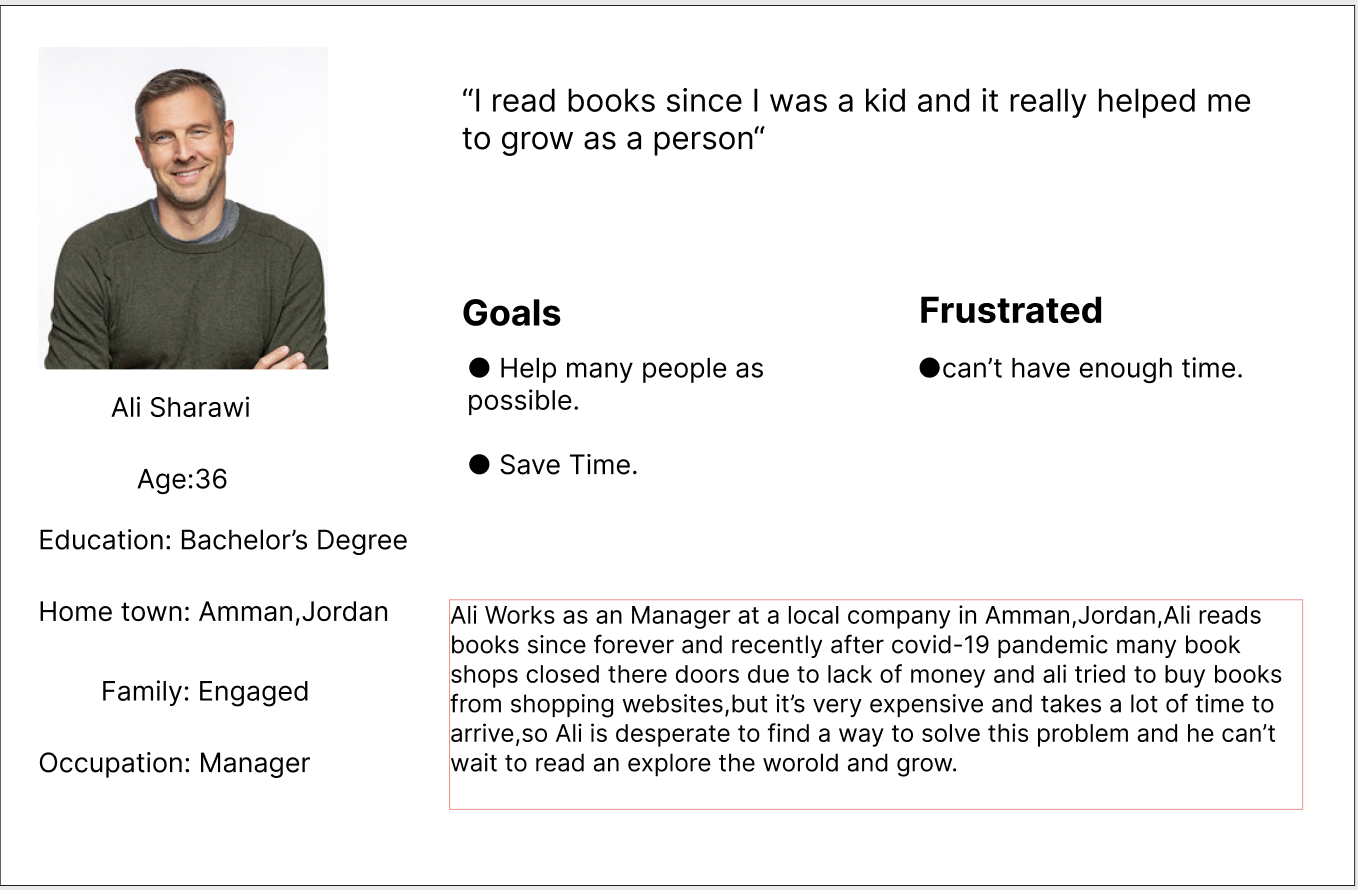 “I read books since I was a kid and it really helped me
to grow as a person“
Goals
● Help many people as
possible.
● Save Time.
Frustrated
●can’t have enough time.
Ali Sharawi
Age:36
Education: Bachelor’s Degree
Home town: Amman,Jordan
Family: Engaged
Occupation: Manager
Ali Works as an Manager at a local company in Amman,Jordan,Ali reads
books since forever and recently after covid-19 pandemic many book
shops closed there doors due to lack of money and ali tried to buy books
from shopping websites,but it’s very expensive and takes a lot of time to
arrive,so Ali is desperate to find a way to solve this problem and he can’t
wait to read an explore the worold and grow.